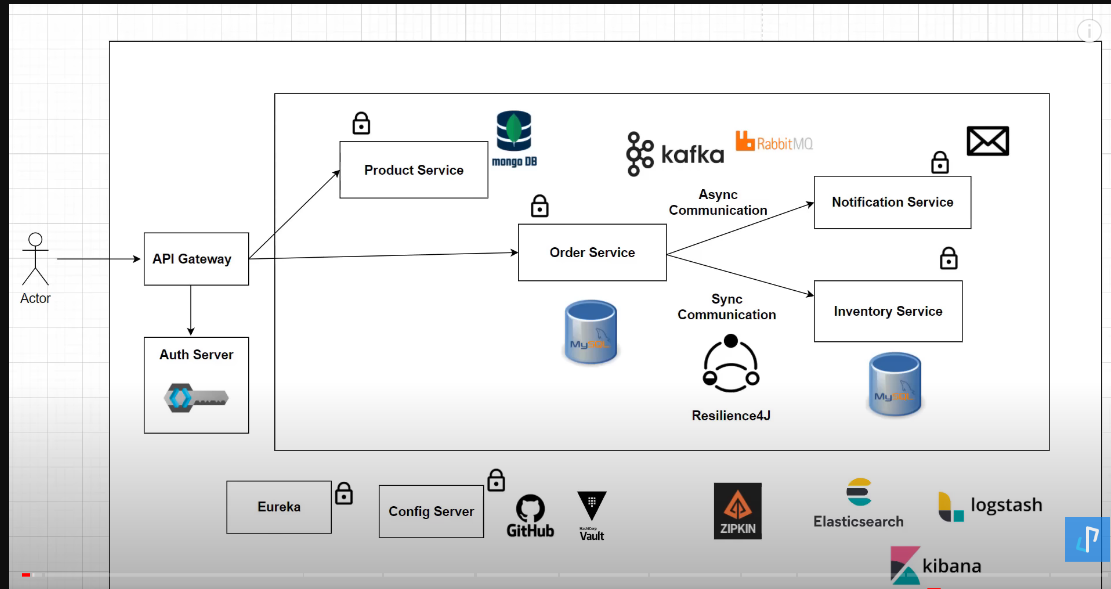 Product Service
mongo DB
kafka
RabbitMQ
Async
Communication
Notification Service
Actor
API Gateway
Order Service
Auth Server
MySQL
Sync
Communication
Inventory Service
Resilience4J
MySQL
Eureka
Config Server
GitHub
HashiCorp
Vault
ZIPKIN
Elasticsearch
logstash
kibana